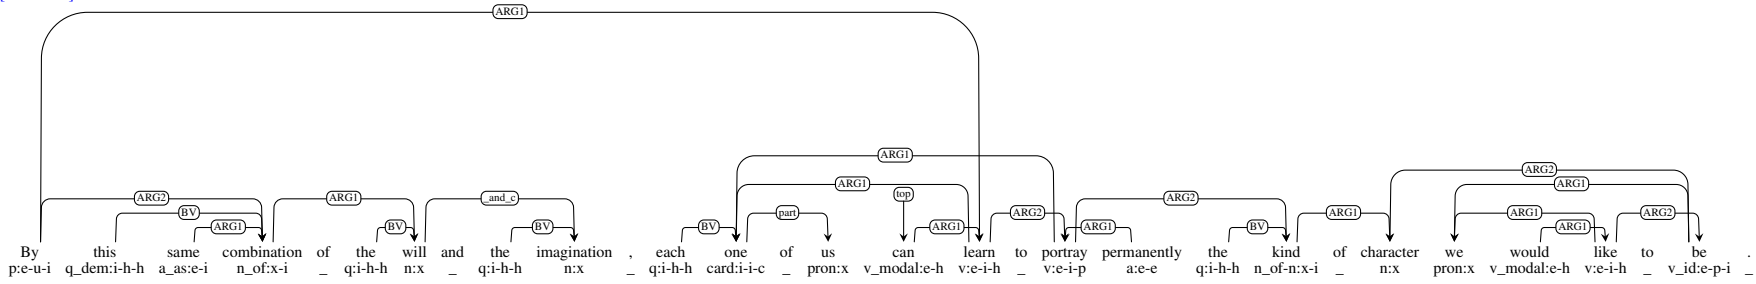 ARG1
ARG1
ARG2
ARG2 ARG1 _and_c ARG1 top ARG2 ARG1
BV part ARG2 ARG1 ARG1 ARG2
ARG1 BV BV BV ARG1 ARG1 BV ARG1
By this same combination of the will and the imagination , each one of us can learn to portray permanently the kind of character we would like to be .
p:e-u-i q_dem:i-h-h a_as:e-i n_of:x-i _ q:i-h-h n:x _ q:i-h-h n:x _ q:i-h-h card:i-i-c _ pron:x v_modal:e-h v:e-i-h _ v:e-i-p a:e-e q:i-h-h n_of-n:x-i _ n:x pron:x v_modal:e-h v:e-i-h _ v_id:e-p-i _